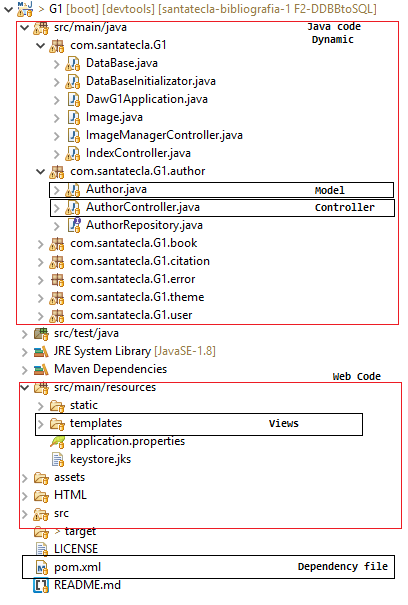 > G1 [boot] [devtools] [santatecla-bibliografia-1 F2-DDBBtoSQL]
src/main/java
Java code
Dynamic
com.santatecla.G1
DataBase.java
DataBaseInitializator.java
DawG1Application.java
Image.java
ImageManagerController.java
IndexController.java
com.santatecla.G1.author
Author.java Model
AuthorController.java Controller
AuthorRepository.java
com.santatecla.G1.book
com.santatecla.G1.citation
com.santatecla.G1.error
com.santatecla.G1.theme
com.santatecla.G1.user
src/test/java
JRE System Library [JavaSE-1.8]
Maven Dependencies
Web Code
src/main/resources
static
templates Views
application.properties
keystore.jks
assets
HTML
src
> target
LICENSE
pom.xml Dependency file
README.md